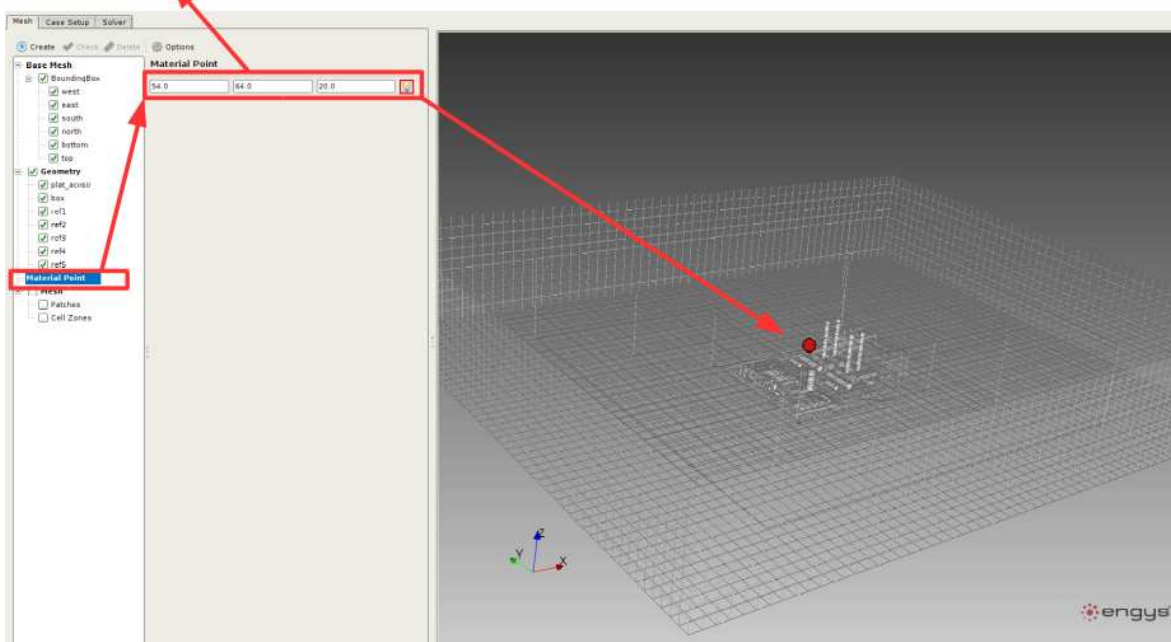 Mesh Case Setup Solver
Create Check Delete Options
Base Mesh
BoundingBox
west
east
south
north
bottom
top
Geometry
box
ref1
ref2
ref3
ref4
ref5
Material Point
Mesh
Patches
Cell Zones
Material Point
54.0 64.0 20.0
Z
Y X
engys